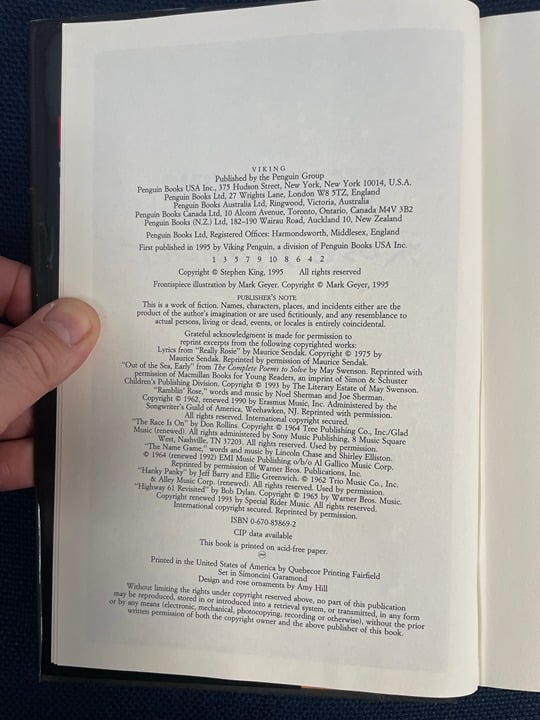 VIKING
Published by the Penguin Group
Penguin Books USA Inc., 375 Hudson Street, New York, New York 10014, U.S.A.
Penguin Books Ltd, 27 Wrights Lane, London W8 5TZ, England
Penguin Books Australia Ltd, Ringwood, Victoria, Australia
Penguin Books Canada Ltd, 10 Alcorn Avenue, Toronto, Ontario, Canada M4V 3B2
Penguin Books (N.Z.) Ltd, 182–190 Wairau Road, Auckland 10, New Zealand
Penguin Books Ltd, Registered Offices: Harmondsworth, Middlesex, England
First published in 1995 by Viking Penguin, a division of Penguin Books USA Inc.
1 3 5 7 9 10 8 6 4 2
Copyright © Stephen King, 1995 All rights reserved
Frontispiece illustration by Mark Geyer. Copyright © Mark Geyer, 1995
PUBLISHER'S NOTE
This is a work of fiction. Names, characters, places, and incidents either are the
product of the author's imagination or are used fictitiously, and any resemblance to
actual persons, living or dead, events, or locales is entirely coincidental.
Grateful acknowledgment is made for permission to
reprint excerpts from the following copyrighted works:
Lyrics from "Really Rosie" by Maurice Sendak. Copyright © 1975 by
Maurice Sendak. Reprinted by permission of Maurice Sendak.
"Out of the Sea, Early" from The Complete Poems to Solve by May Swenson. Reprinted with
permission of Macmillan Books for Young Readers, an imprint of Simon & Schuster
Children's Publishing Division. Copyright © 1993 by The Literary Estate of May Swenson.
"Ramblin' Rose," words and music by Noel Sherman and Joe Sherman.
Copyright © 1962, renewed 1990 by Erasmus Music, Inc. Administered by the
Songwriter's Guild of America, Weehawken, NJ. Reprinted with permission.
All rights reserved. International copyright secured.
"The Race Is On" by Don Rollins. Copyright © 1964 Tree Publishing Co., Inc./Glad
Music (renewed). All rights administered by Sony Music Publishing, 8 Music Square
West, Nashville, TN 37203. All rights reserved. Used by permission.
"The Name Game," words and music by Lincoln Chase and Shirley Elliston.
© 1964 (renewed 1992) EMI Music Publishing o/b/o Al Gallico Music Corp.
Reprinted by permission of Warner Bros. Publications, Inc.
"Hanky Panky" by Jeff Barry and Ellie Greenwich. © 1962 Trio Music Co., Inc.
& Alley Music Corp. (renewed). All rights reserved. Used by permission.
"Highway 61 Revisited" by Bob Dylan. Copyright © 1965 by Warner Bros. Music.
Copyright renewed 1993 by Special Rider Music. All rights reserved.
International copyright secured. Reprinted by permission.
ISBN 0-670-85869-2
CIP data available
This book is printed on acid-free paper.
∞
Printed in the United States of America by Quebecor Printing Fairfield
Set in Simoncini Garamond
Design and rose ornaments by Amy Hill
Without limiting the rights under copyright reserved above, no part of this publication
may be reproduced, stored in or introduced into a retrieval system, or transmitted, in any form
or by any means (electronic, mechanical, photocopying, recording or otherwise), without the prior
written permission of both the copyright owner and the above publisher of this book.